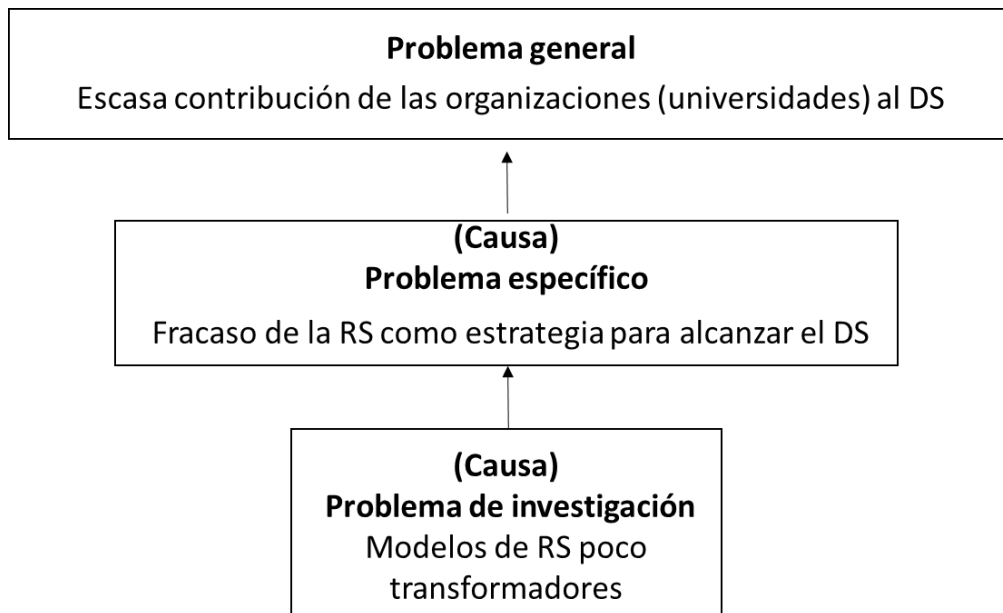 Problema general
Escasa contribución de las organizaciones (universidades) al DS
(Causa)
Problema específico
Fracaso de la RS como estrategia para alcanzar el DS
(Causa)
Problema de investigación
Modelos de RS poco
transformadores